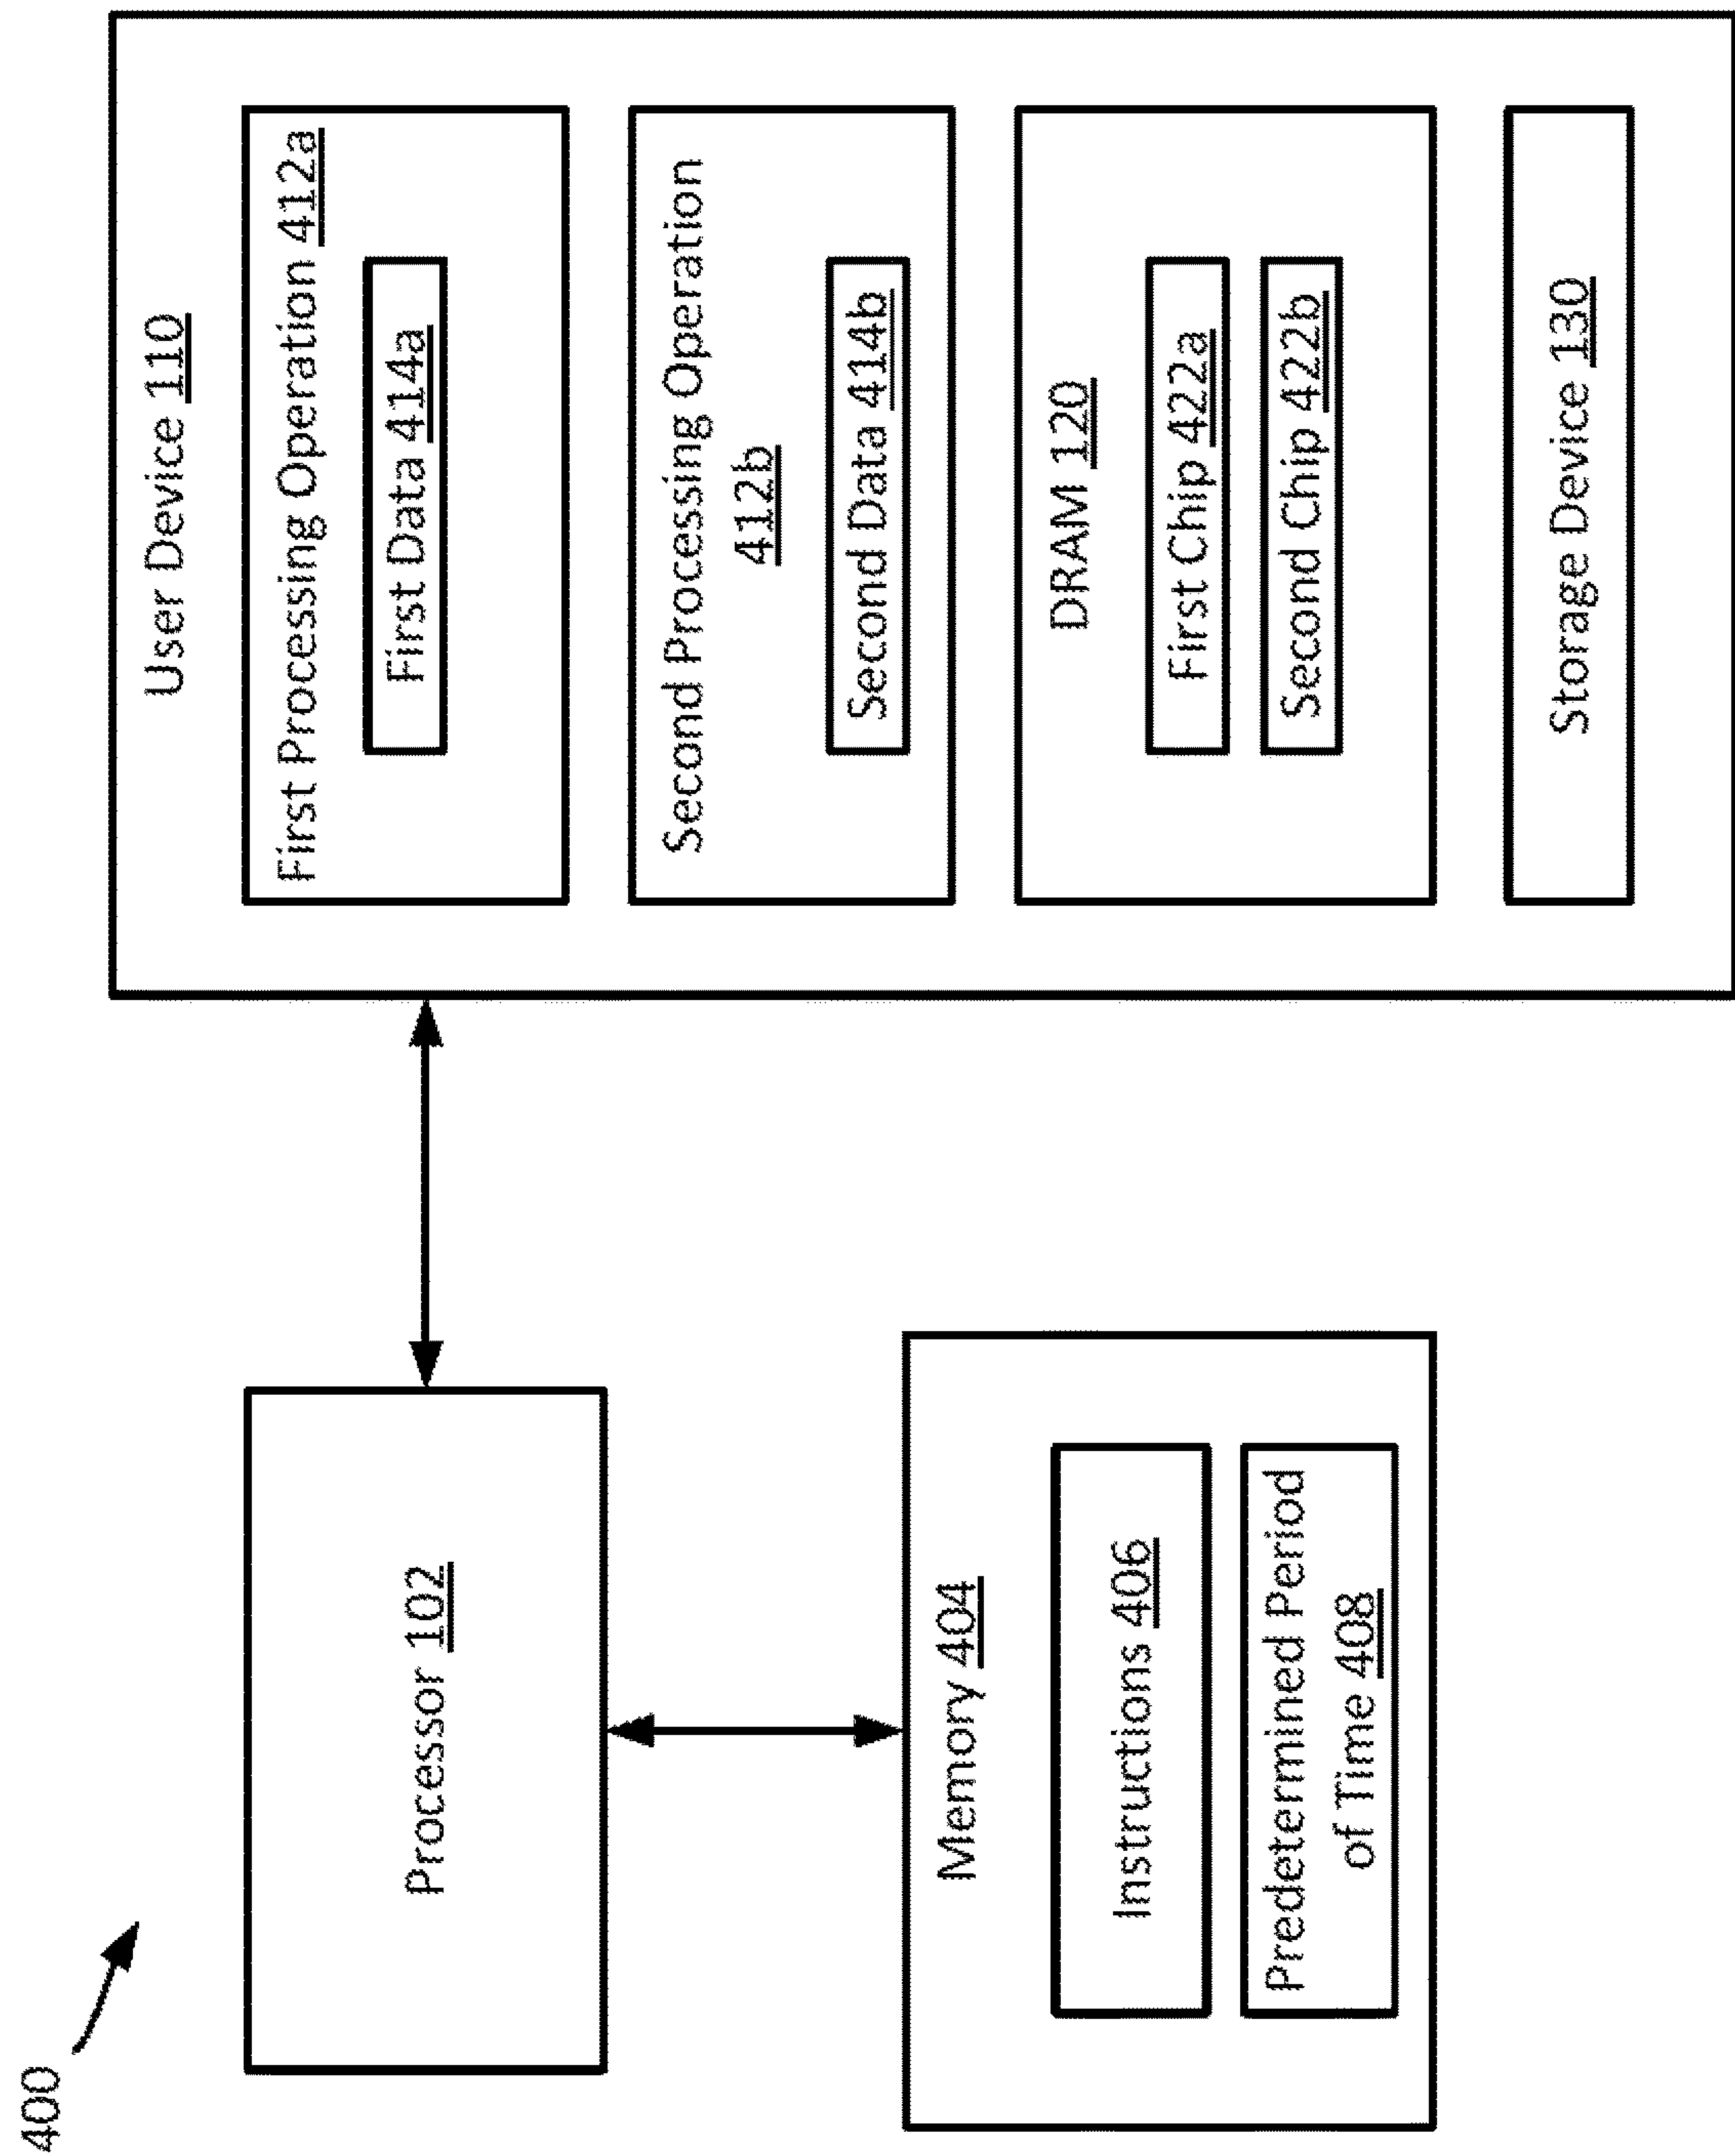 400
Processor 102
Memory 404
Instructions 406
Predetermined Period
of Time 408
User Device 110
First Processing Operation 412a
First Data 414a
Second Processing Operation
412b
Second Data 414b
DRAM 120
First Chip 422a
Second Chip 422b
Storage Device 130